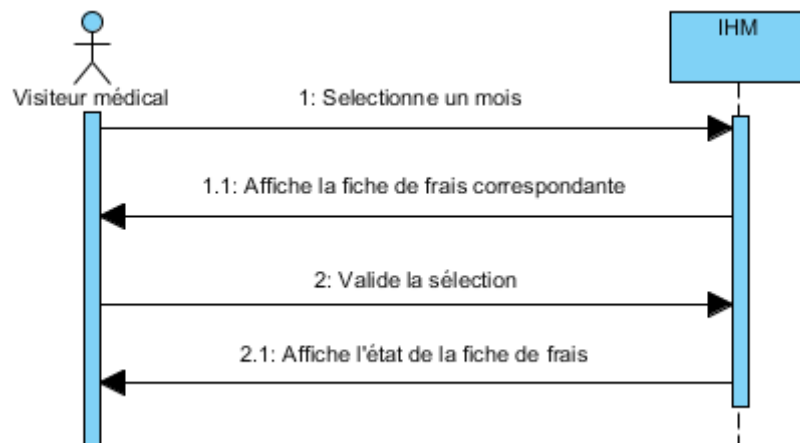 IHM
Visiteur médical
1: Selectionne un mois
1.1: Affiche la fiche de frais correspondante
2: Valide la sélection
2.1: Affiche l'état de la fiche de frais